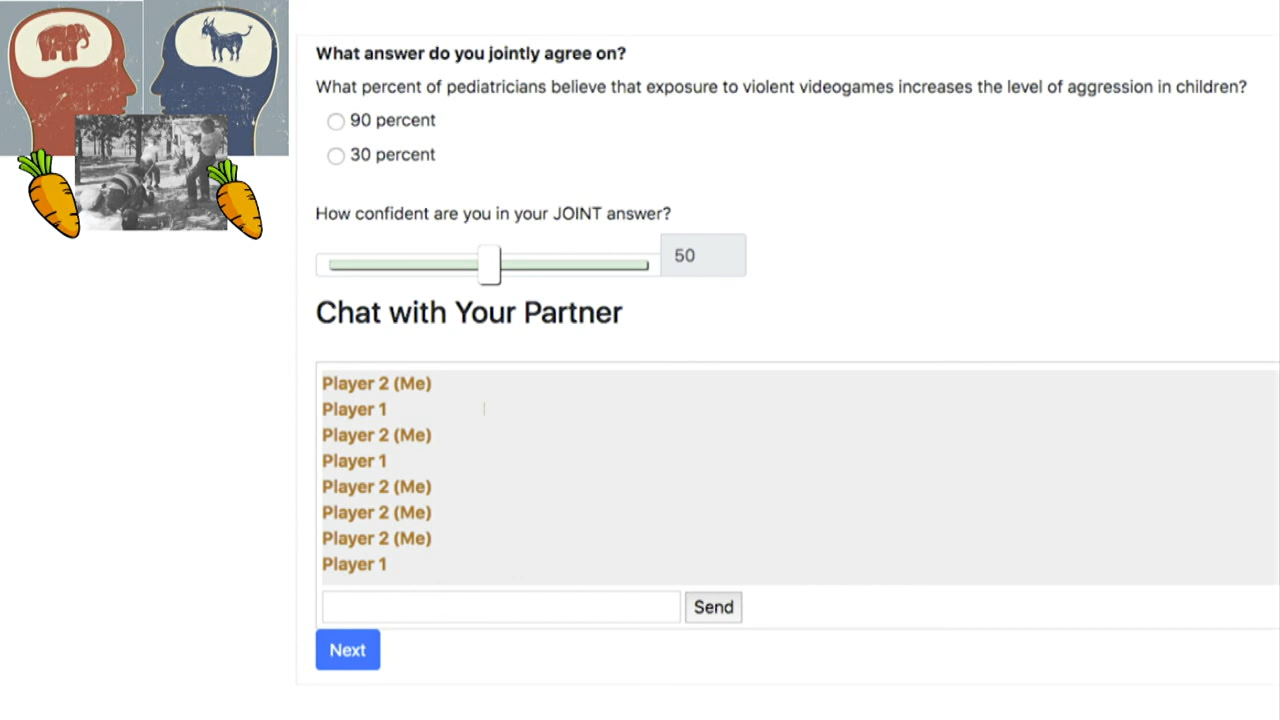 What answer do you jointly agree on?
What percent of pediatricians believe that exposure to violent videogames increases the level of aggression in children?
90 percent
30 percent
How confident are you in your JOINT answer?
50
Chat with Your Partner
Player 2 (Me)
Player 1
Player 2 (Me)
Player 1
Player 2 (Me)
Player 2 (Me)
Player 2 (Me)
Player 1
Send
Next